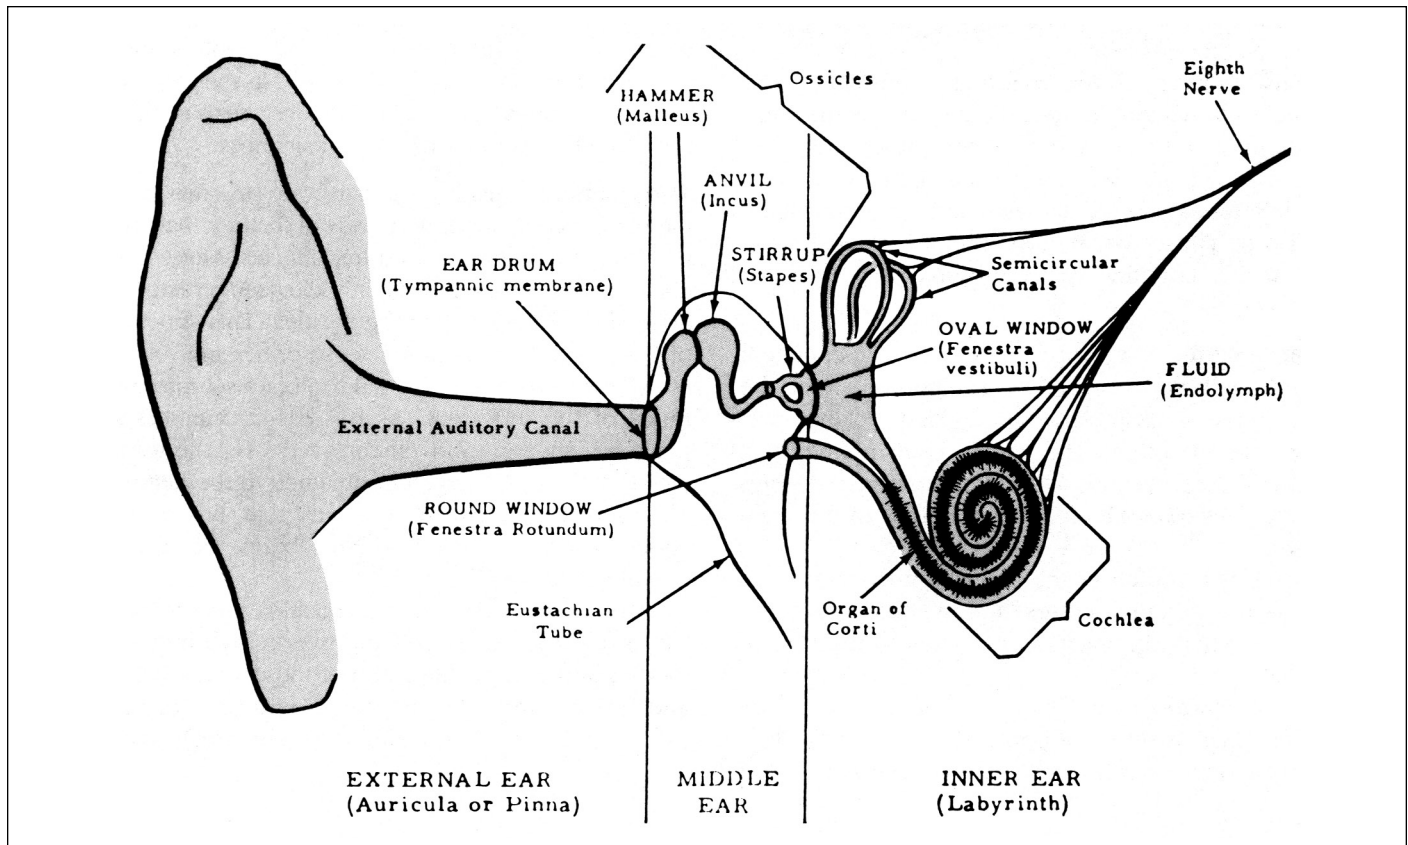 Ossicles
Eighth
Nerve
HAMMER
(Malleus)
ANVIL
(Incus)
STIRRUP
(Stapes)
EAR DRUM
(Tympannic membrane)
Semicircular
Canals
OVAL WINDOW
(Fenestra
vestibuli)
FLUID
(Endolymph)
External Auditory Canal
ROUND WINDOW
(Fenestra Rotundum)
Eustachian
Tube
Organ of
Corti
Cochlea
EXTERNAL EAR
(Auricula or Pinna)
MIDDLE
EAR
INNER EAR
(Labyrinth)